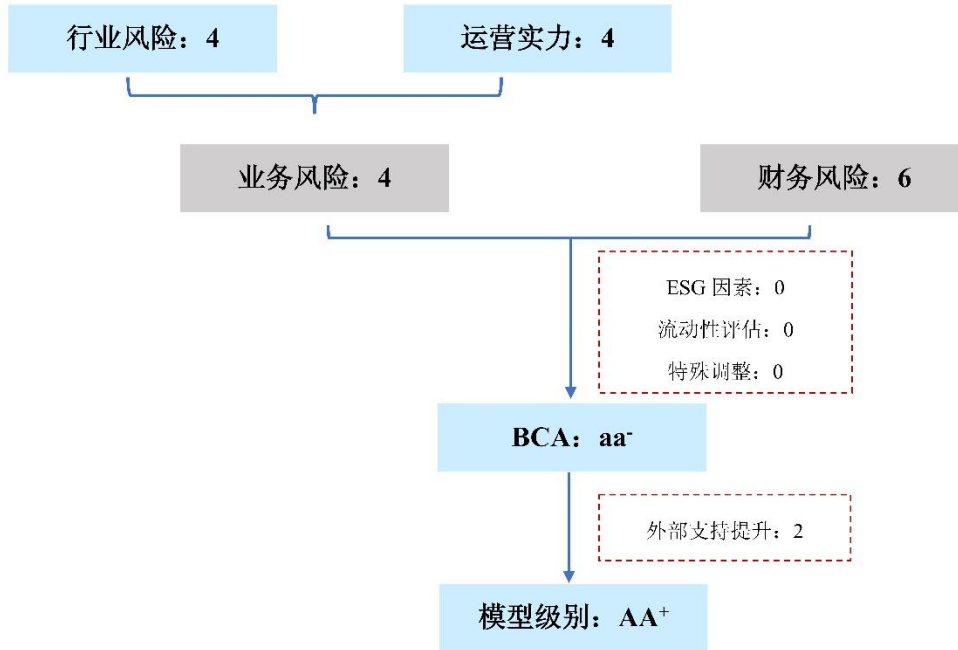 行业风险：4
运营实力：4
业务风险：4
财务风险：6
ESG 因素：0
流动性评估：0
特殊调整：0
BCA：aa-
外部支持提升：2
模型级别：AA+